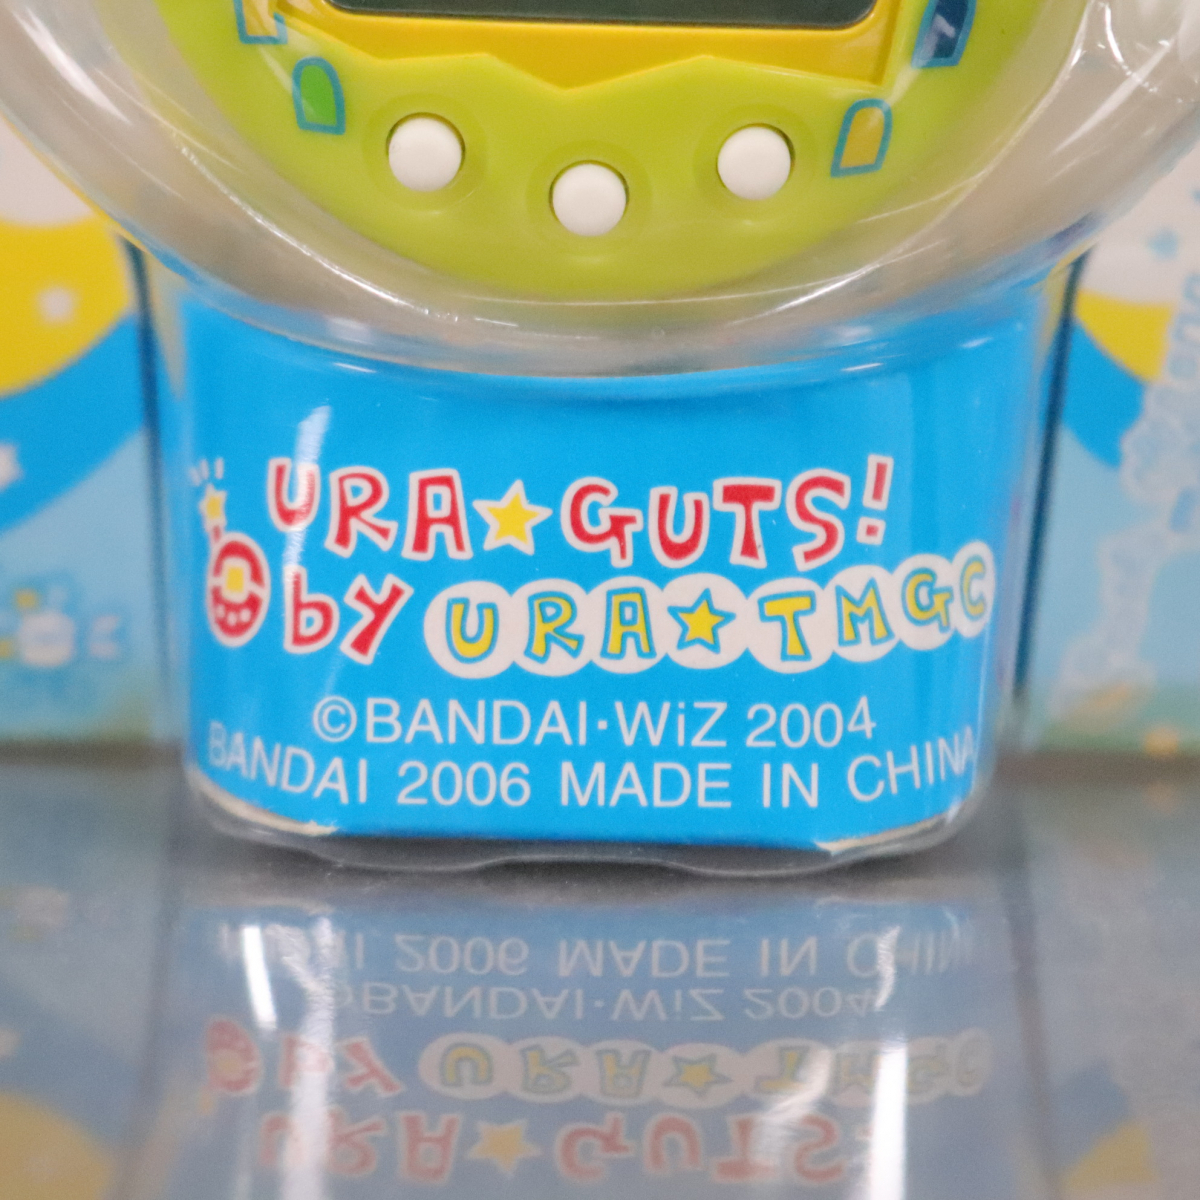 URA★GUTS!
by URA★TMGC
©BANDAI·WiZ 2004
BANDAI 2006 MADE IN CHINA